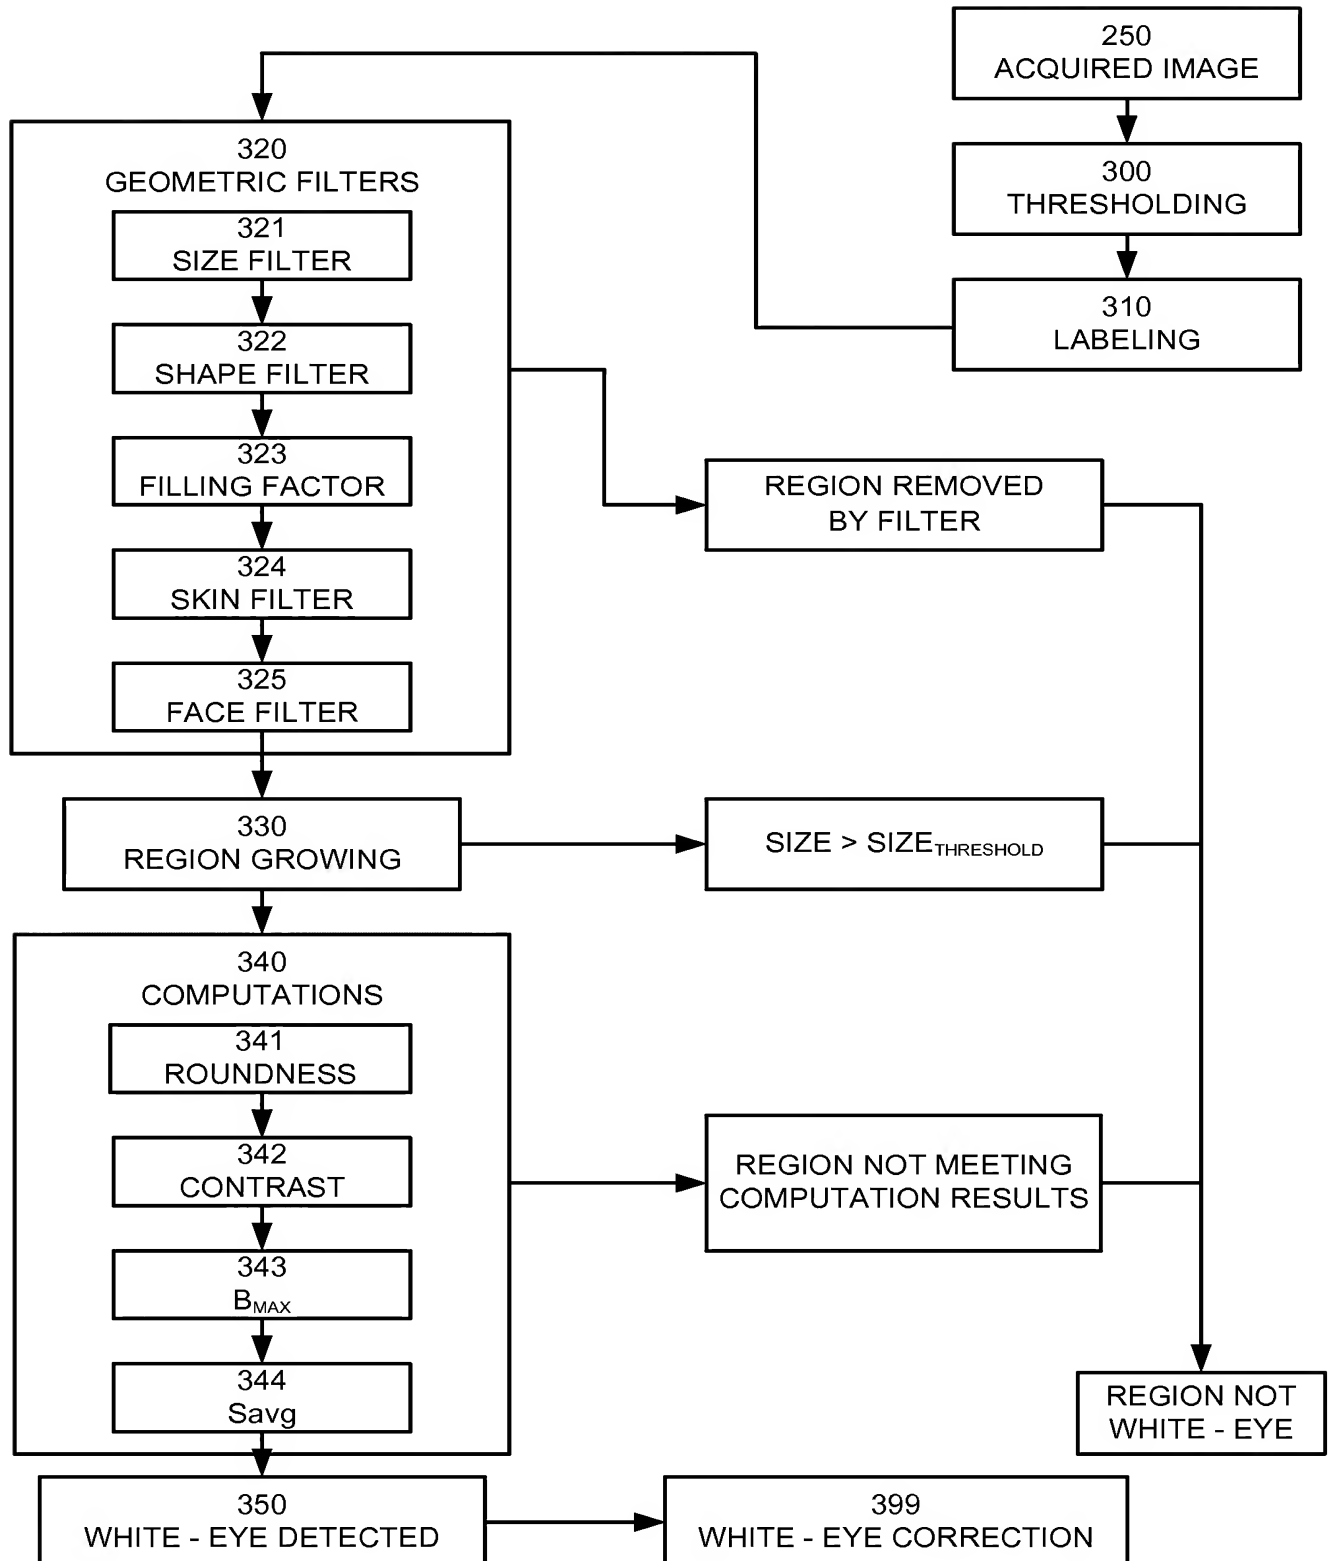 250
ACQUIRED IMAGE
300
THRESHOLDING
310
LABELING
320
GEOMETRIC FILTERS
321
SIZE FILTER
322
SHAPE FILTER
323
FILLING FACTOR
324
SKIN FILTER
325
FACE FILTER
REGION REMOVED
BY FILTER
330
REGION GROWING
SIZE > SIZETHRESHOLD
340
COMPUTATIONS
341
ROUNDNESS
342
CONTRAST
343
BMAX
344
Savg
REGION NOT MEETING
COMPUTATION RESULTS
REGION NOT
WHITE - EYE
350
WHITE - EYE DETECTED
399
WHITE - EYE CORRECTION